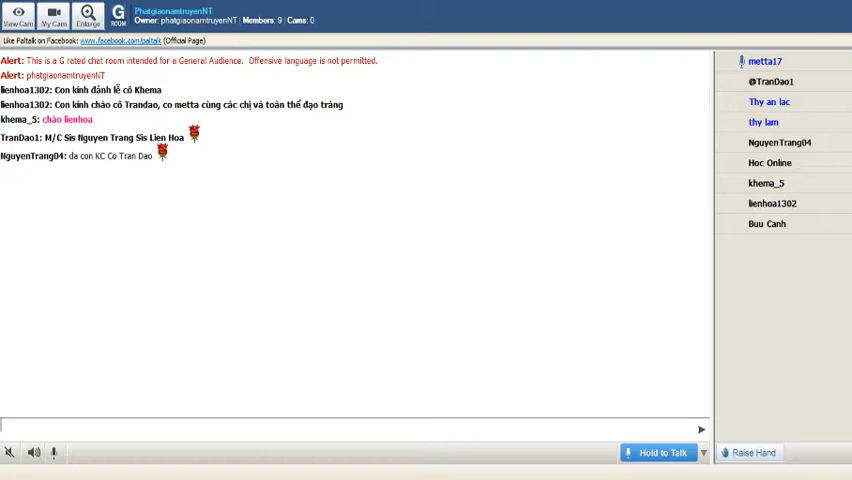 View Cam
My Cam
Enlarge
G
ROOM
PhatgiaonamtruyenNT
Owner: phatgiaonamtruyenNT | Members: 9 | Cams: 0
Like Paltalk on Facebook: www.facebook.com/paltalk (Official Page)
Alert: This is a G rated chat room intended for a General Audience. Offensive language is not permitted.
Alert: phatgiaonamtruyenNT
lienhoa1302: Con kính đảnh lễ cô Khema
lienhoa1302: Con kính chào cô Trandao, co metta cùng các chị và toàn thể đạo tràng
khema_5: chào lienhoa
TranDao1: M/C Sis Nguyen Trang Sis Lien Hoa
NguyenTrang04: da con KC Co Tran Dao
metta17
@TranDao1
Thy an lac
thy lam
NguyenTrang04
Hoc Online
khema_5
lienhoa1302
Buu Canh
Hold to Talk
Raise Hand